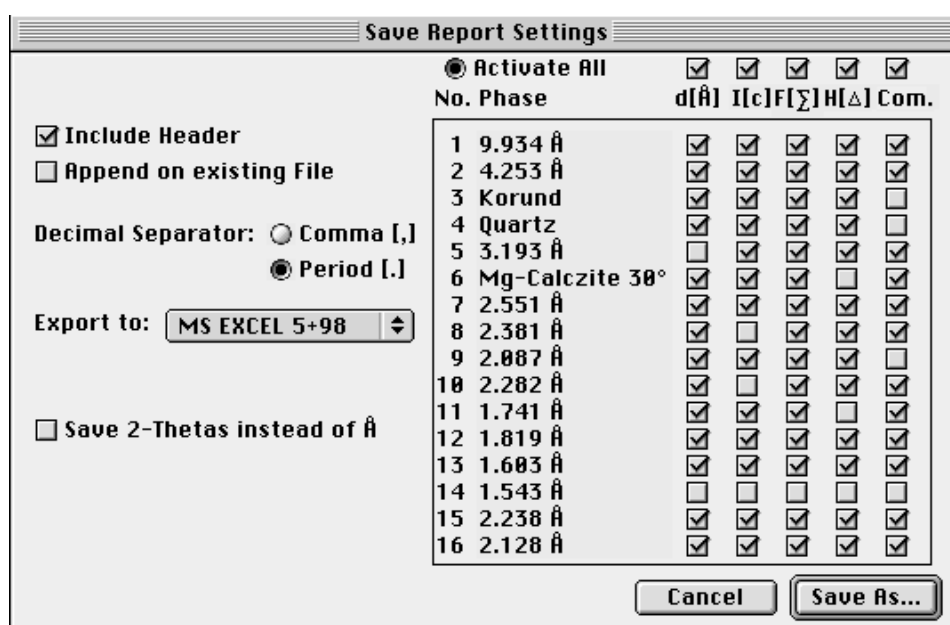 Save Report Settings
Activate All
No. Phase d[Å] I[c] F[∑] H[△] Com.
Include Header
Append on existing File
Decimal Separator: Comma [,]
Period [.]
Export to: MS EXCEL 5+98
Save 2-Thetas instead of Å
1 9.934 Å
2 4.253 Å
3 Korund
4 Quartz
5 3.193 Å
6 Mg-Calczite 30°
7 2.551 Å
8 2.381 Å
9 2.087 Å
10 2.282 Å
11 1.741 Å
12 1.819 Å
13 1.603 Å
14 1.543 Å
15 2.238 Å
16 2.128 Å
Cancel Save As...